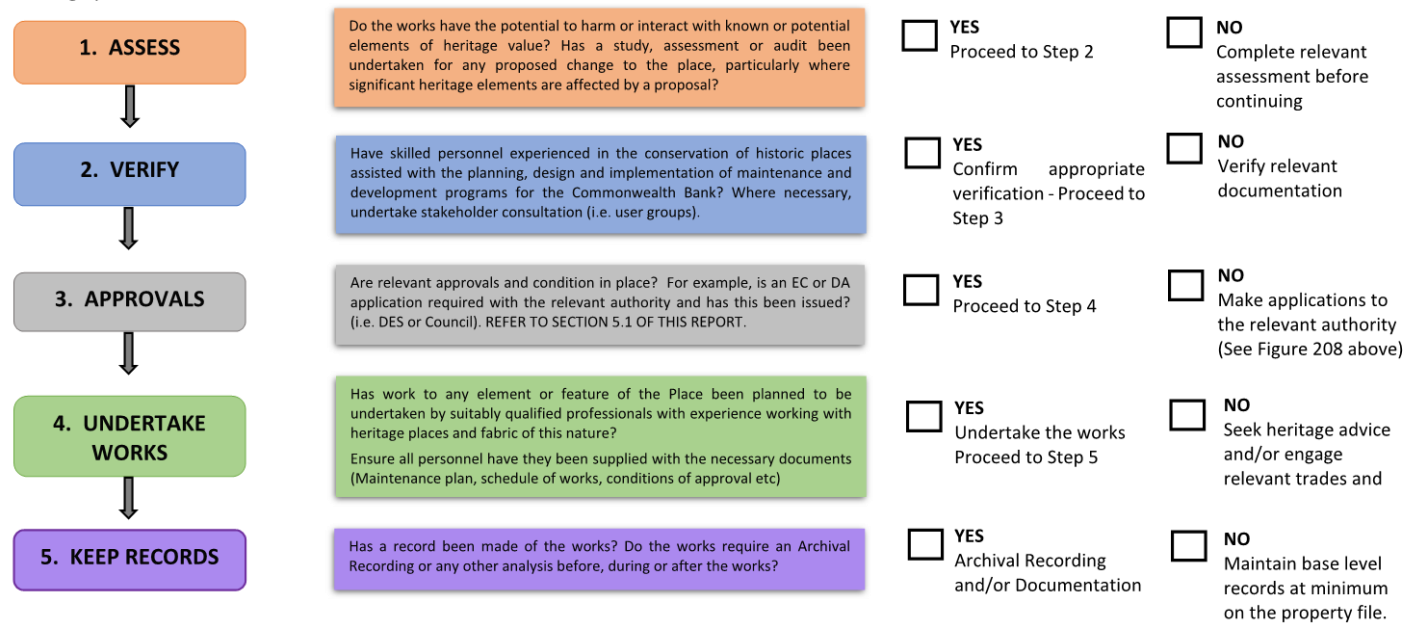 1. ASSESS
Do the works have the potential to harm or interact with known or potential
elements of heritage value? Has a study, assessment or audit been
undertaken for any proposed change to the place, particularly where
significant heritage elements are affected by a proposal?
YES
Proceed to Step 2
NO
Complete relevant
assessment before
continuing
2. VERIFY
Have skilled personnel experienced in the conservation of historic places
assisted with the planning, design and implementation of maintenance and
development programs for the Commonwealth Bank? Where necessary,
undertake stakeholder consultation (i.e. user groups).
YES
Confirm appropriate
verification - Proceed to
Step 3
NO
Verify relevant
documentation
3. APPROVALS
Are relevant approvals and condition in place? For example, is an EC or DA
application required with the relevant authority and has this been issued?
(i.e. DES or Council). REFER TO SECTION 5.1 OF THIS REPORT.
YES
Proceed to Step 4
NO
Make applications to
the relevant authority
(See Figure 208 above)
4. UNDERTAKE
WORKS
Has work to any element or feature of the Place been planned to be
undertaken by suitably qualified professionals with experience working with
heritage places and fabric of this nature?
Ensure all personnel have they been supplied with the necessary documents
(Maintenance plan, schedule of works, conditions of approval etc)
YES
Undertake the works
Proceed to Step 5
NO
Seek heritage advice
and/or engage
relevant trades and
5. KEEP RECORDS
Has a record been made of the works? Do the works require an Archival
Recording or any other analysis before, during or after the works?
YES
Archival Recording
and/or Documentation
NO
Maintain base level
records at minimum
on the property file.